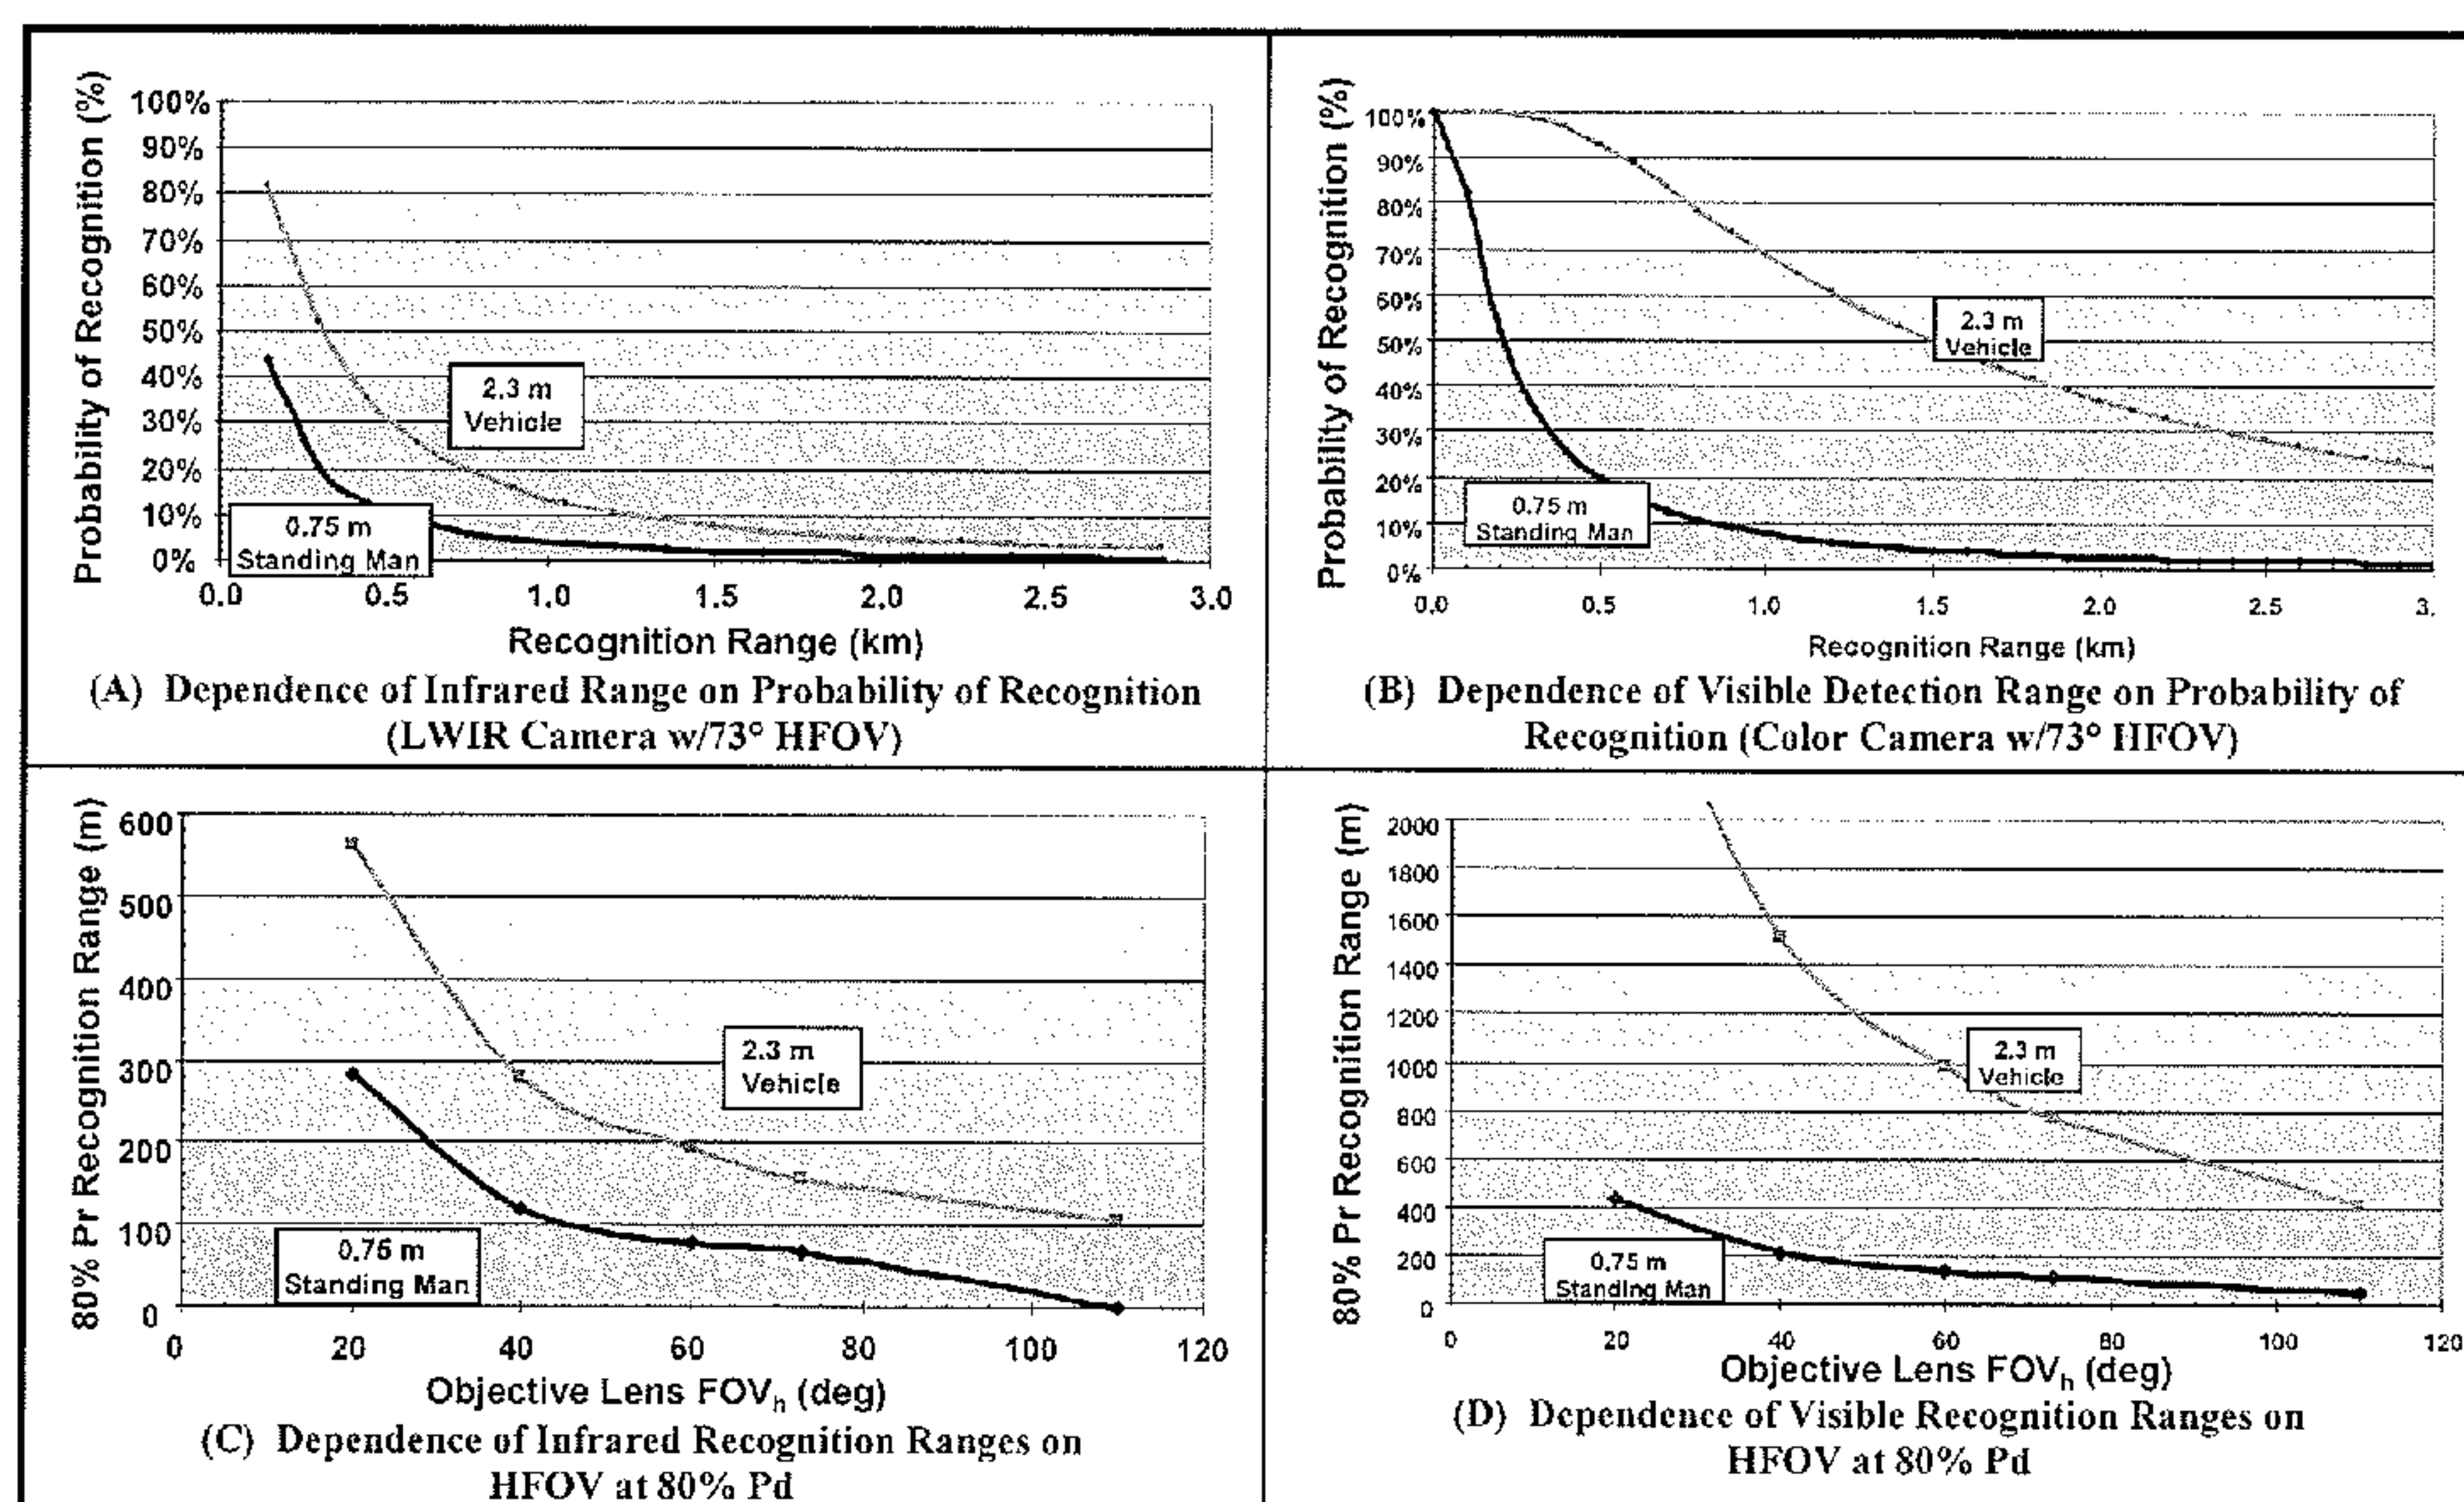 Probability of Recognition (%)
100%
90%
80%
70%
60%
50%
40%
30%
20%
10%
0%
2.3 m
Vehicle
0.75 m
Standing Man
0.0 0.5 1.0 1.5 2.0 2.5 3.0
Recognition Range (km)
(A) Dependence of Infrared Range on Probability of Recognition
(LWIR Camera w/73° HFOV)
Probability of Recognition (%)
100%
90%
80%
70%
60%
50%
40%
30%
20%
10%
0%
2.3 m
Vehicle
0.75 m
Standing Man
0.0 0.5 1.0 1.5 2.0 2.5 3.
Recognition Range (km)
(B) Dependence of Visible Detection Range on Probability of
Recognition (Color Camera w/73° HFOV)
80% Pr Recognition Range (m)
600
500
400
300
200
100
0
2.3 m
Vehicle
0.75 m
Standing Man
0 20 40 60 80 100 120
Objective Lens FOVh (deg)
(C) Dependence of Infrared Recognition Ranges on
HFOV at 80% Pd
80% Pr Recognition Range (m)
2000
1800
1600
1400
1200
1000
800
600
400
200
0
2.3 m
Vehicle
0.75 m
Standing Man
0 20 40 60 80 100 120
Objective Lens FOVh (deg)
(D) Dependence of Visible Recognition Ranges on
HFOV at 80% Pd